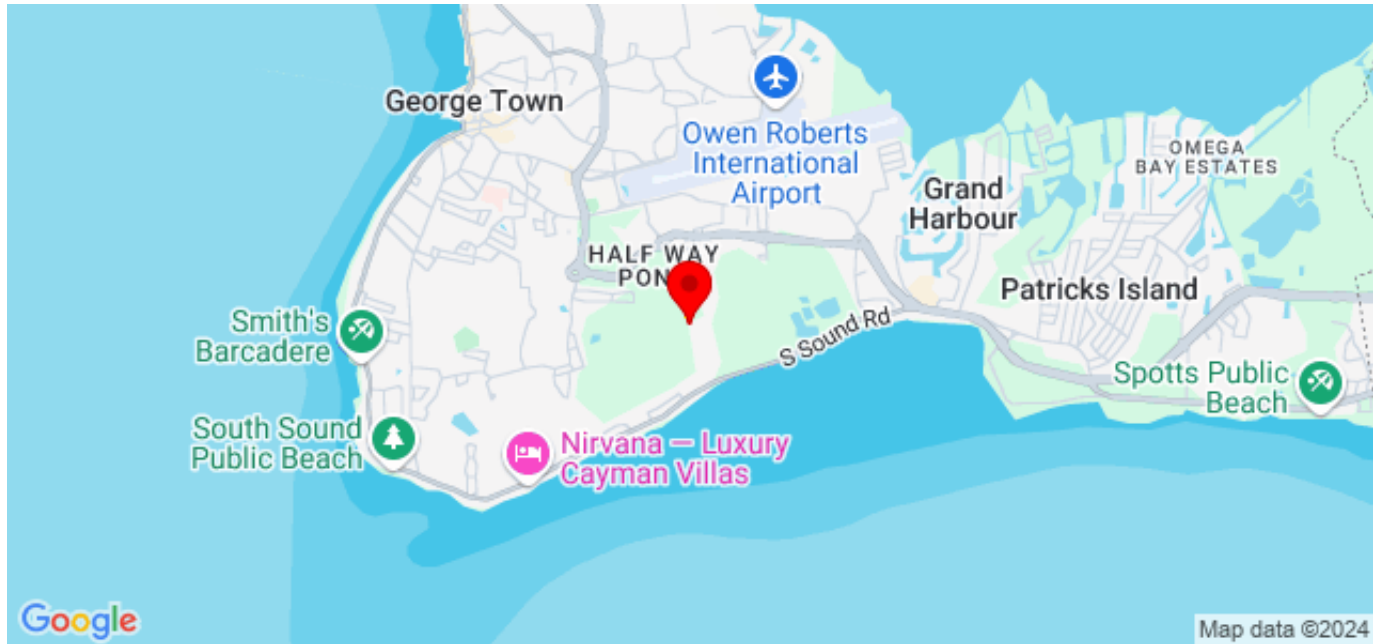 George Town
Owen Roberts
International
Airport
OMEGA
BAY ESTATES
Grand
Harbour
HALF WAY
PON
Patricks Island
Smith's
Barcadere
S Sound Rd
Spotts Public
Beach
South Sound
Public Beach
Nirvana — Luxury
Cayman Villas
Google
Map data ©2024